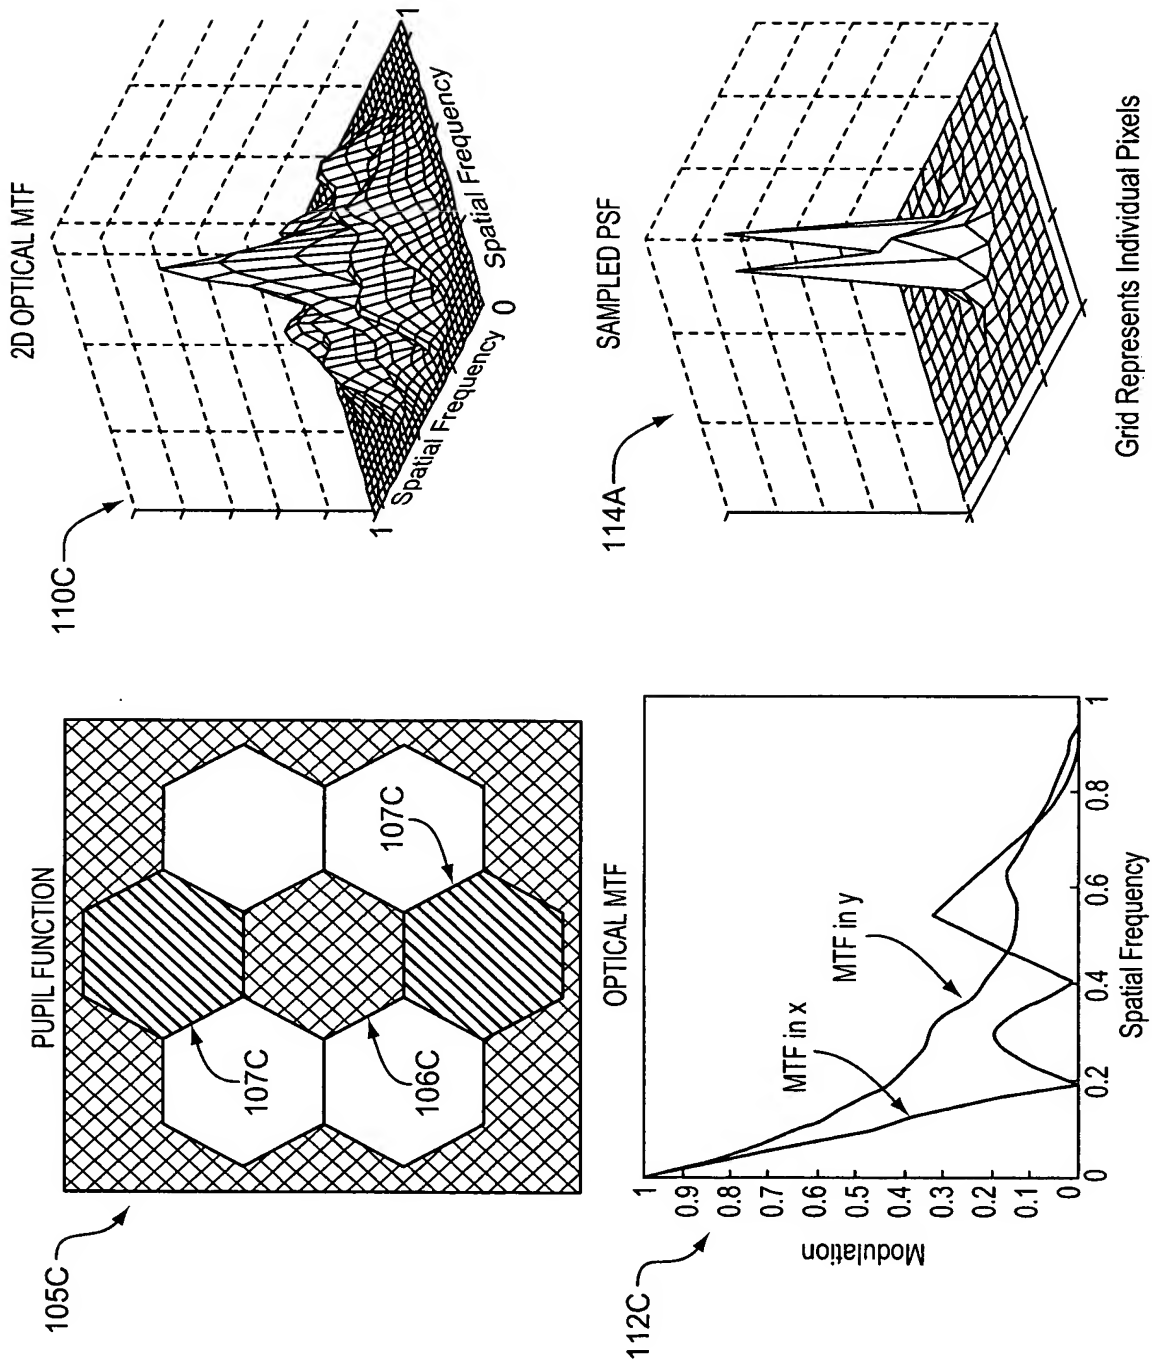 105C
PUPIL FUNCTION
107C
106C
107C
110C
2D OPTICAL MTF
1
Spatial Frequency
0
Spatial Frequency
1
112C
OPTICAL MTF
Modulation
1
0.9
0.8
0.7
0.6
0.5
0.4
0.3
0.2
0.1
0
MTF in x
MTF in y
0
0.2
0.4
0.6
0.8
1
Spatial Frequency
114A
SAMPLED PSF
Grid Represents Individual Pixels